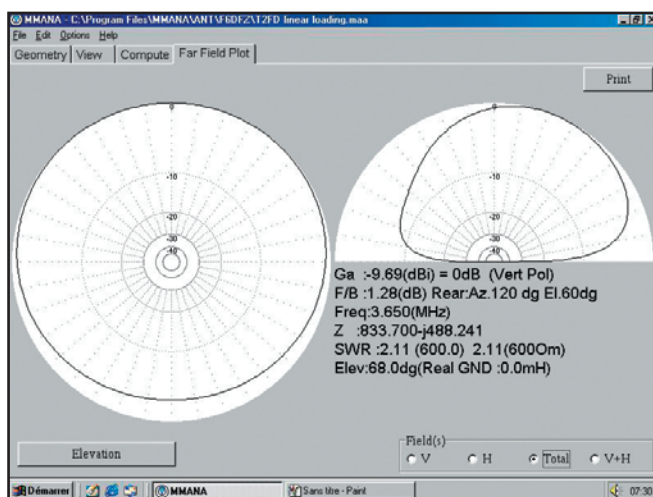 MMANA - C:\Program Files\MMANA\ANT\F6DFZ\T2FD linear loading.maa
File Edit Options Help
Geometry View Compute Far Field Plot
Print
0
-10
-20
-30
-40
0
-10
-20
-30
-40
Ga :-9.69(dBi) = 0dB (Vert Pol)
F/B :1.28(dB) Rear:Az.120 dg El.60dg
Freq:3.650(MHz)
Z :833.700-j488.241
SWR :2.11 (600.0) 2.11(600Om)
Elev:68.0dg(Real GND :0.0mH)
Elevation
Field(s)
V H Total V+H
Démarrer MMANA Sans titre - Paint 07:30